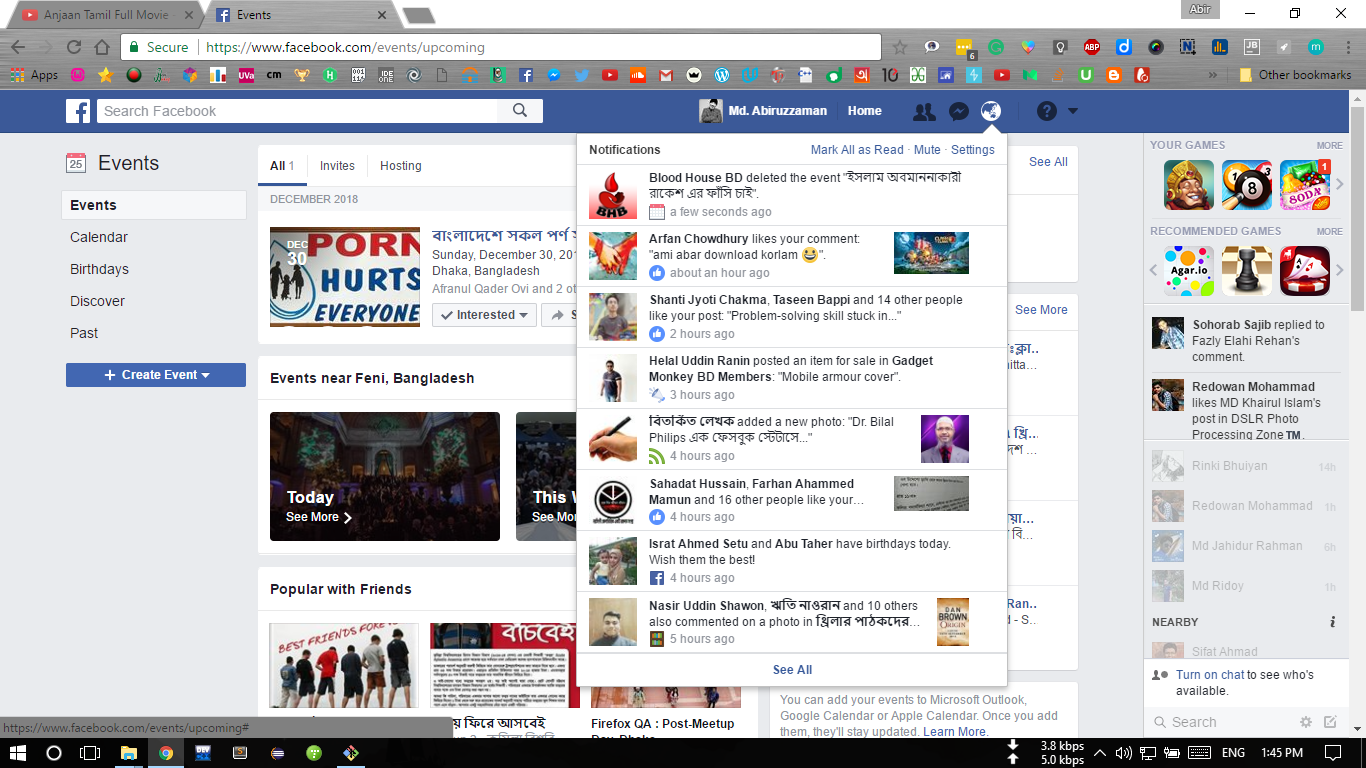 Anjaan Tamil Full Movie
Events
Abir
Secure
https://www.facebook.com/events/upcoming
6
Apps
Other bookmarks
Search Facebook
Md. Abiruzzaman
Home
25
Events
Events
Calendar
Birthdays
Discover
Past
Create Event
All 1
Invites
Hosting
DECEMBER 2018
DEC
30
PORN
HURTS
EVERYONE
বাংলাদেশে সকল পর্ণ
Sunday, December 30, 201
Dhaka, Bangladesh
Afranul Qader Ovi and 2 ot
Interested
Events near Feni, Bangladesh
Today
See More
This W
See Mo
Popular with Friends
BEST FRIENDS FOREVER
য় ফিরে আসবেই
Firefox QA : Post-Meetup
Day, Dhaka
Notifications
Mark All as Read · Mute · Settings
Blood House BD deleted the event "ইসলাম অবমাননাকারী
রাকেশ এর ফাঁসি চাই".
BHB
a few seconds ago
Arfan Chowdhury likes your comment:
"ami abar download korlam 😀".
about an hour ago
Shanti Jyoti Chakma, Taseen Bappi and 14 other people
like your post: "Problem-solving skill stuck in..."
2 hours ago
Helal Uddin Ranin posted an item for sale in Gadget
Monkey BD Members: "Mobile armour cover".
3 hours ago
বিতর্কিত লেখক added a new photo: "Dr. Bilal
Philips এক ফেসবুক স্টেটাসে..."
4 hours ago
Sahadat Hussain, Farhan Ahammed
Mamun and 16 other people like your…
4 hours ago
Israt Ahmed Setu and Abu Taher have birthdays today.
Wish them the best!
4 hours ago
Nasir Uddin Shawon, ঋতি নাওরান and 10 others
also commented on a photo in থ্রিলার পাঠকদের…
5 hours ago
DAN
BROWN
ORIGIN
See All
See All
See More
You can add your events to Microsoft Outlook,
Google Calendar or Apple Calendar. Once you add
them, they'll stay updated. Learn More.
YOUR GAMES
MORE
8
SODA
1
RECOMMENDED GAMES
MORE
Agar.io
Sohorab Sajib replied to
Fazly Elahi Rehan's
comment.
Redowan Mohammad
likes MD Khairul Islam's
post in DSLR Photo
Processing Zone™.
Rinki Bhuiyan 14h
Redowan Mohammad 1h
Md Jahidur Rahman 6h
Md Ridoy 1h
NEARBY
Sifat Ahmad
Turn on chat to see who's
available.
Search
https://www.facebook.com/events/upcoming#
3.8 kbps
5.0 kbps
ENG
1:45 PM